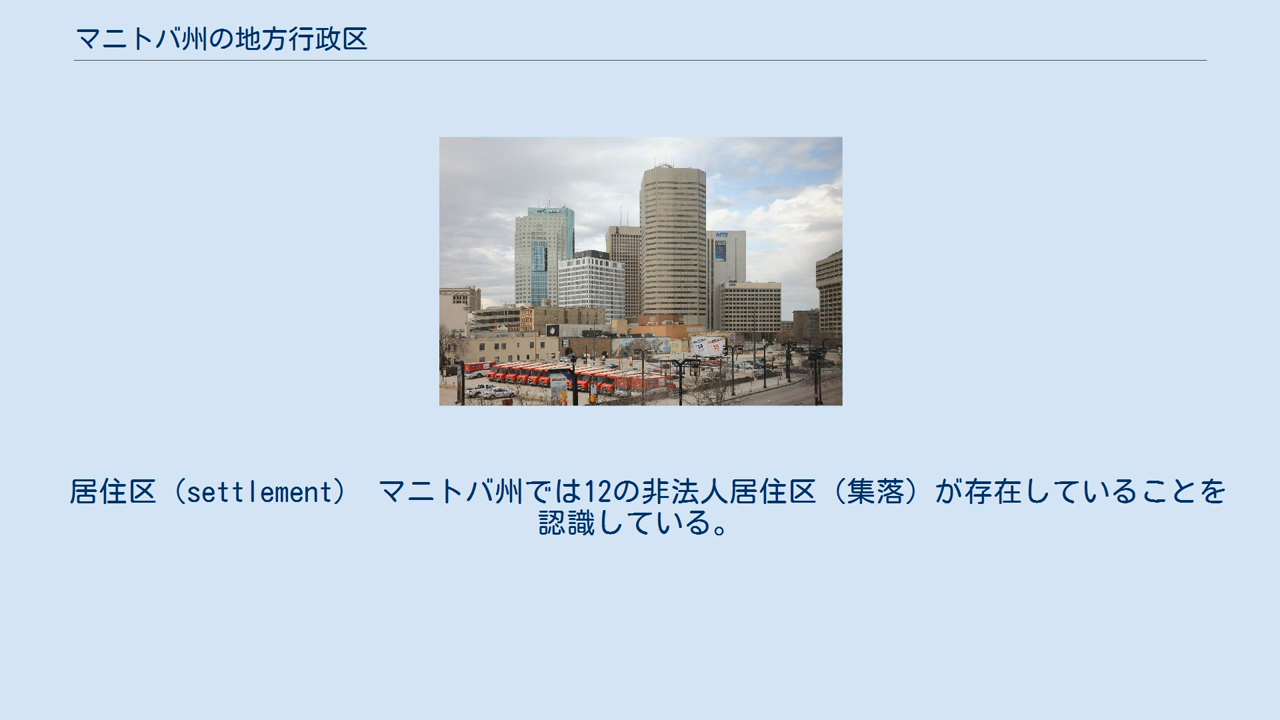 マニトバ州の地方行政区
MTS
居住区（settlement）　マニトバ州では12の非法人居住区（集落）が存在していることを
認識している。